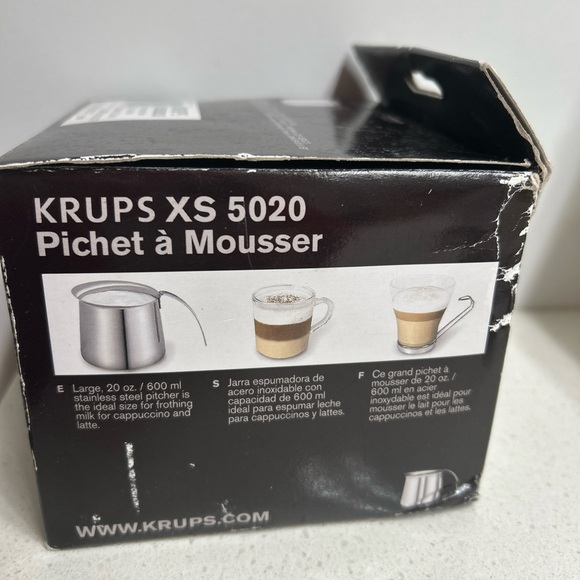 KRUPS XS 5020
Pichet à Mousser
E Large, 20 oz. / 600 ml
stainless steel pitcher is
the ideal size for frothing
milk for cappuccino and
latte.
S Jarra espumadora de
acero inoxidable con
capacidad de 600 ml
ideal para espumar leche
para cappuccinos y lattes.
F Ce grand pichet à
mousser de 20 oz. /
600 ml en acier
inoxydable est idéal pour
mousser le lait pour les
cappuccinos et les lattes.
WWW.KRUPS.COM